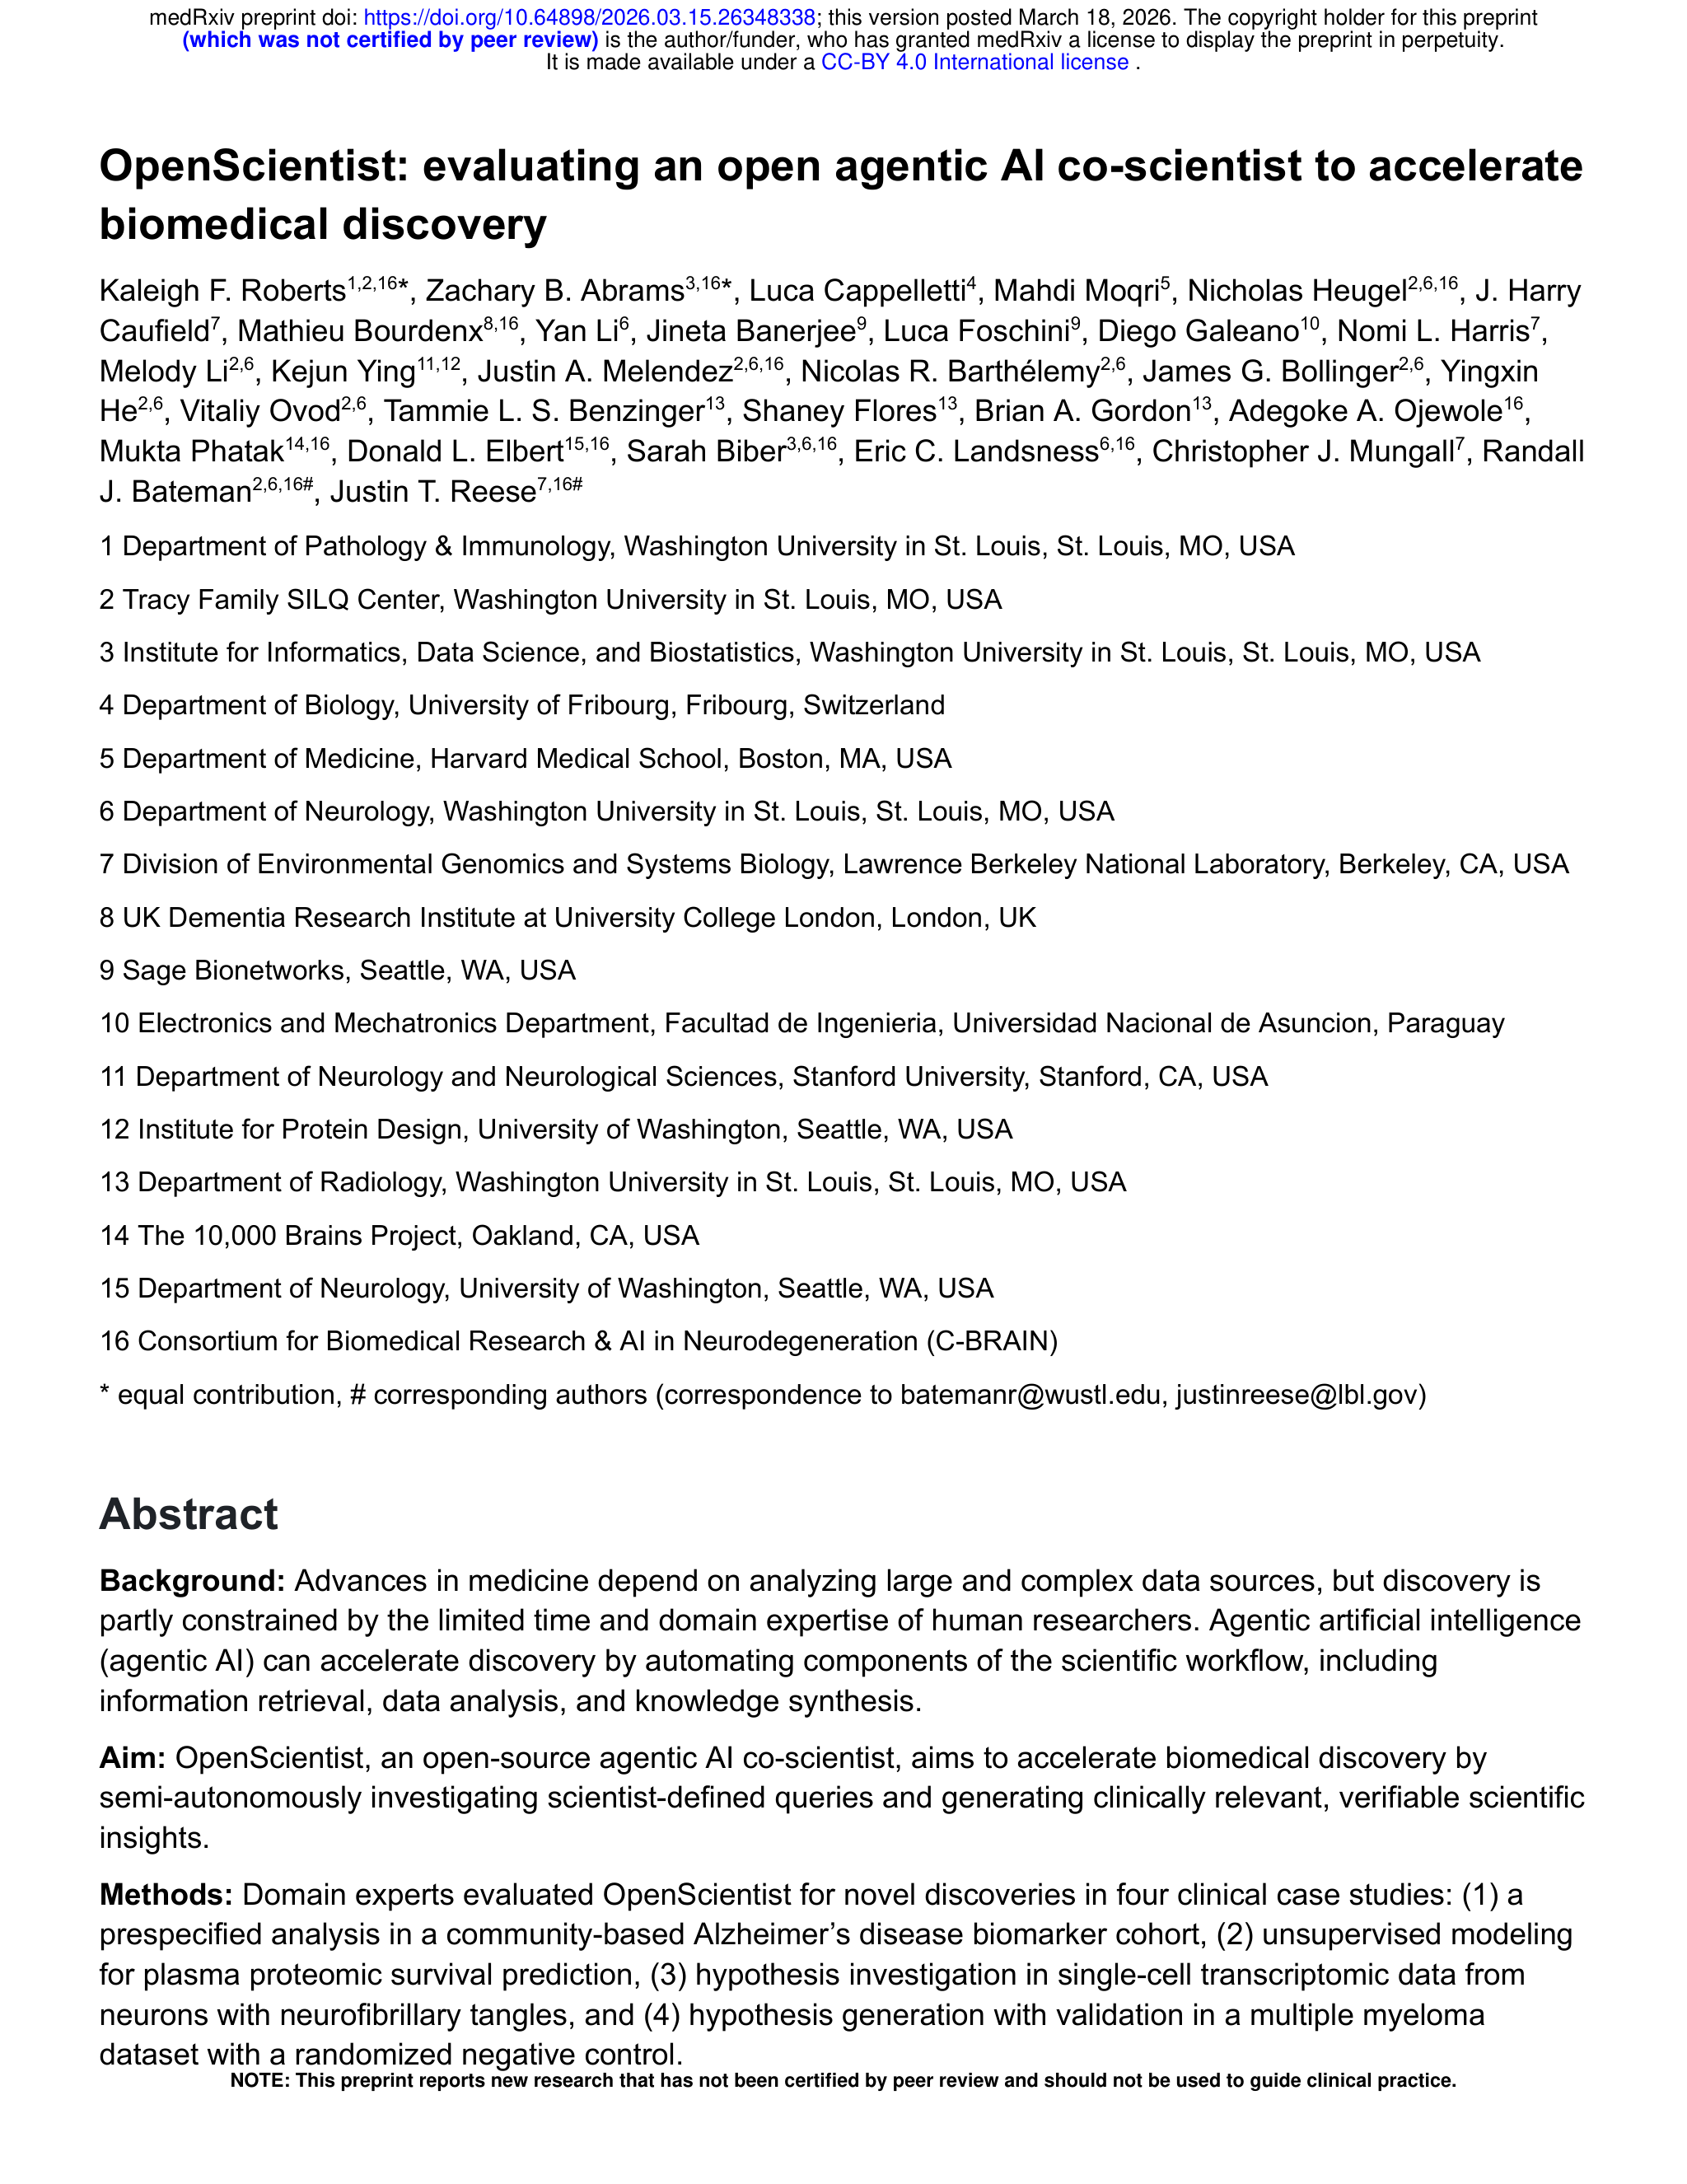 medRxiv preprint doi: https://doi.org/10.64898/2026.03.15.26348338; this version posted March 18, 2026. The copyright holder for this preprint
(which was not certified by peer review) is the author/funder, who has granted medRxiv a license to display the preprint in perpetuity.
It is made available under a CC-BY 4.0 International license .
OpenScientist: evaluating an open agentic AI co-scientist to accelerate
biomedical discovery
Kaleigh F. Roberts1,2,16*, Zachary B. Abrams3,16*, Luca Cappelletti4, Mahdi Moqri5, Nicholas Heugel2,6,16, J. Harry
Caufield7, Mathieu Bourdenx8,16, Yan Li6, Jineta Banerjee9, Luca Foschini9, Diego Galeano10, Nomi L. Harris7,
Melody Li2,6, Kejun Ying11,12, Justin A. Melendez2,6,16, Nicolas R. Barthélemy2,6, James G. Bollinger2,6, Yingxin
He2,6, Vitaliy Ovod2,6, Tammie L. S. Benzinger13, Shaney Flores13, Brian A. Gordon13, Adegoke A. Ojewole16,
Mukta Phatak14,16, Donald L. Elbert15,16, Sarah Biber3,6,16, Eric C. Landsness6,16, Christopher J. Mungall7, Randall
J. Bateman2,6,16#, Justin T. Reese7,16#
1 Department of Pathology & Immunology, Washington University in St. Louis, St. Louis, MO, USA
2 Tracy Family SILQ Center, Washington University in St. Louis, MO, USA
3 Institute for Informatics, Data Science, and Biostatistics, Washington University in St. Louis, St. Louis, MO, USA
4 Department of Biology, University of Fribourg, Fribourg, Switzerland
5 Department of Medicine, Harvard Medical School, Boston, MA, USA
6 Department of Neurology, Washington University in St. Louis, St. Louis, MO, USA
7 Division of Environmental Genomics and Systems Biology, Lawrence Berkeley National Laboratory, Berkeley, CA, USA
8 UK Dementia Research Institute at University College London, London, UK
9 Sage Bionetworks, Seattle, WA, USA
10 Electronics and Mechatronics Department, Facultad de Ingenieria, Universidad Nacional de Asuncion, Paraguay
11 Department of Neurology and Neurological Sciences, Stanford University, Stanford, CA, USA
12 Institute for Protein Design, University of Washington, Seattle, WA, USA
13 Department of Radiology, Washington University in St. Louis, St. Louis, MO, USA
14 The 10,000 Brains Project, Oakland, CA, USA
15 Department of Neurology, University of Washington, Seattle, WA, USA
16 Consortium for Biomedical Research & AI in Neurodegeneration (C-BRAIN)
* equal contribution, # corresponding authors (correspondence to batemanr@wustl.edu, justinreese@lbl.gov)
Abstract
Background: Advances in medicine depend on analyzing large and complex data sources, but discovery is
partly constrained by the limited time and domain expertise of human researchers. Agentic artificial intelligence
(agentic AI) can accelerate discovery by automating components of the scientific workflow, including
information retrieval, data analysis, and knowledge synthesis.
Aim: OpenScientist, an open-source agentic AI co-scientist, aims to accelerate biomedical discovery by
semi-autonomously investigating scientist-defined queries and generating clinically relevant, verifiable scientific
insights.
Methods: Domain experts evaluated OpenScientist for novel discoveries in four clinical case studies: (1) a
prespecified analysis in a community-based Alzheimer’s disease biomarker cohort, (2) unsupervised modeling
for plasma proteomic survival prediction, (3) hypothesis investigation in single-cell transcriptomic data from
neurons with neurofibrillary tangles, and (4) hypothesis generation with validation in a multiple myeloma
dataset with a randomized negative control.
NOTE: This preprint reports new research that has not been certified by peer review and should not be used to guide clinical practice.